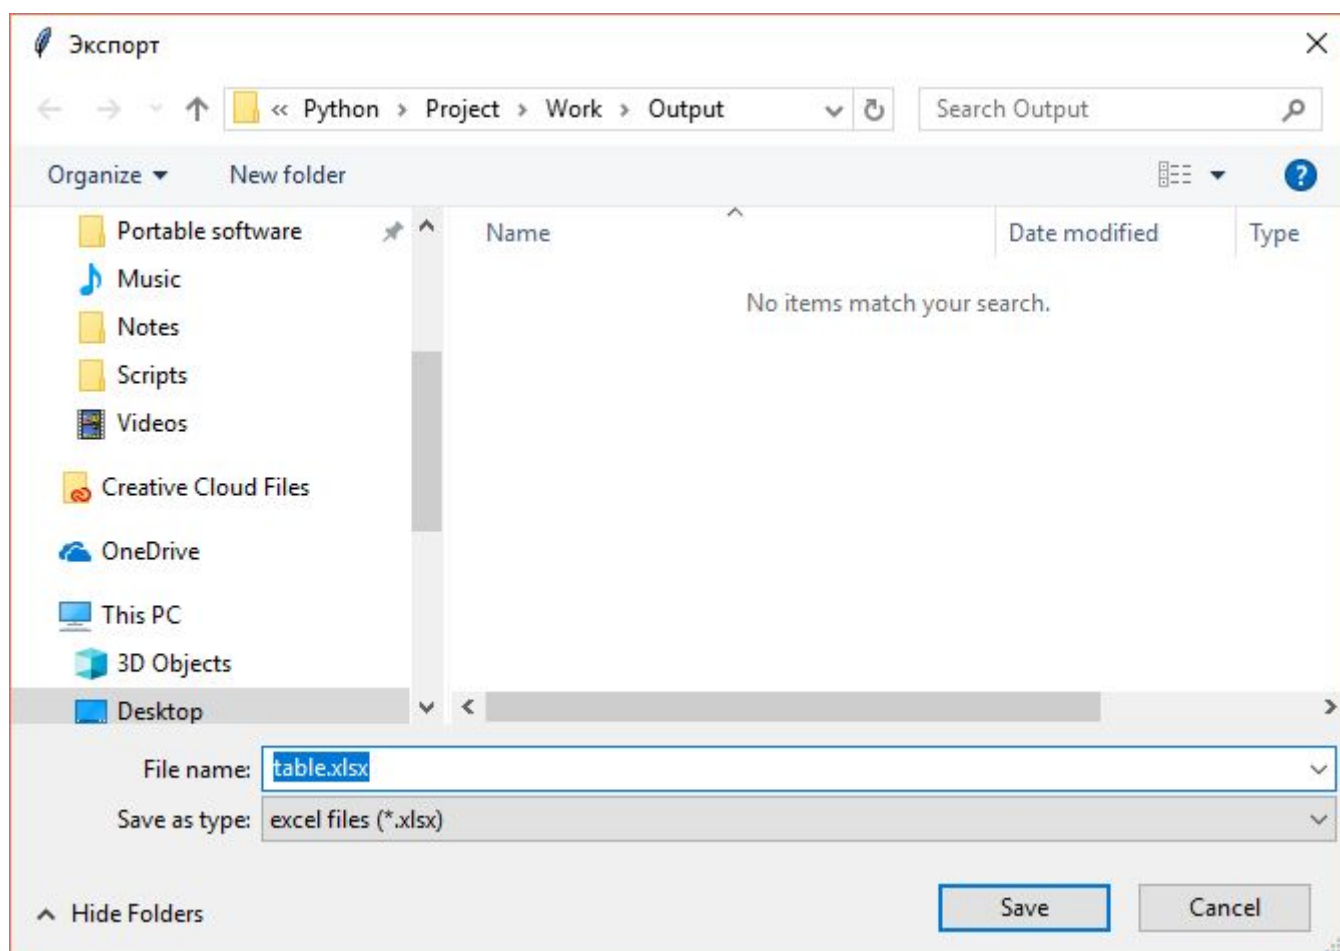 Экспорт
« Python > Project > Work > Output
Search Output
Organize
New folder
Portable software
Music
Notes
Scripts
Videos
Creative Cloud Files
OneDrive
This PC
3D Objects
Desktop
Name
Date modified
Type
No items match your search.
File name: table.xlsx
Save as type: excel files (*.xlsx)
Hide Folders
Save
Cancel